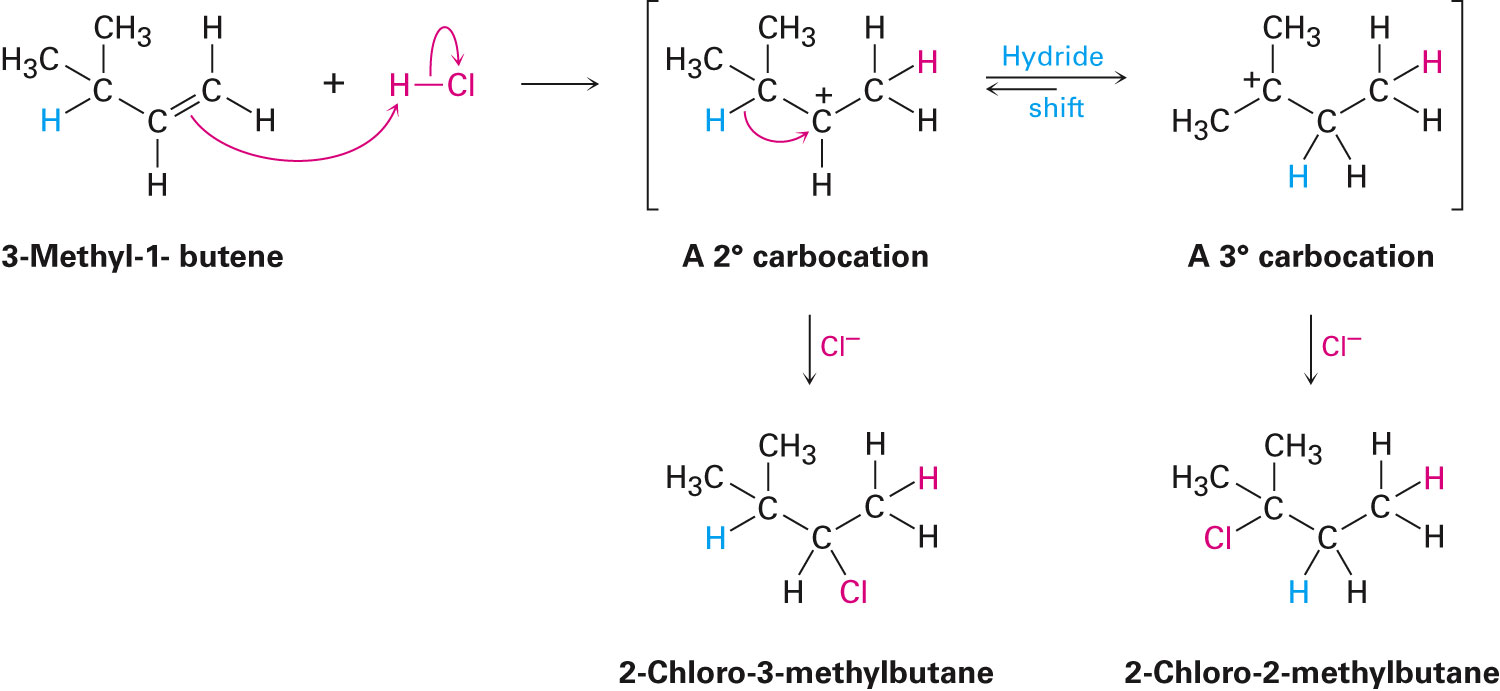 CH₃ H
H₃C C C
H C H
H
+ H—Cl
CH₃ H
H₃C C C H
H C + H
H
Hydride
shift
CH₃ H
+C C H
H₃C C H
H H
3-Methyl-1- butene
A 2° carbocation
A 3° carbocation
Cl–
Cl–
CH₃ H
H₃C C C H
H C H
H Cl
CH₃ H
H₃C C C H
Cl C H
H H
2-Chloro-3-methylbutane
2-Chloro-2-methylbutane